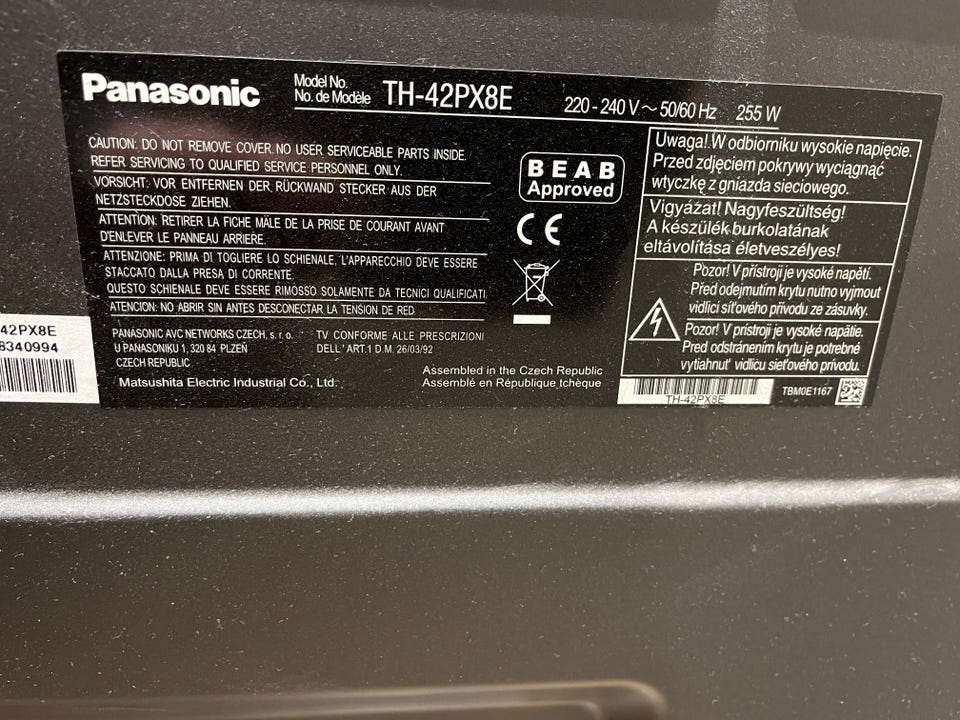 Panasonic
Model No.
No. de Modèle
TH-42PX8E
220 - 240 V ~ 50/60 Hz 255 W
CAUTION: DO NOT REMOVE COVER. NO USER SERVICEABLE PARTS INSIDE.
REFER SERVICING TO QUALIFIED SERVICE PERSONNEL ONLY.
VORSICHT: VOR ENTFERNEN DER RÜCKWAND STECKER AUS DER
NETZSTECKDOSE ZIEHEN.
ATTENTION: RETIRER LA FICHE MÂLE DE LA PRISE DE COURANT AVANT
D'ENLEVER LE PANNEAU ARRIERE.
ATTENZIONE: PRIMA DI TOGLIERE LO SCHIENALE, L'APPARECCHIO DEVE ESSERE
STACCATO DALLA PRESA DI CORRENTE.
QUESTO SCHIENALE DEVE ESSERE RIMOSSO SOLAMENTE DA TECNICI QUALIFICATI.
ATENCION: NO ABRIR SIN ANTES DESCONECTAR LA TENSION DE RED.
PANASONIC AVC NETWORKS CZECH, s. r. o.
U PANASONIKU 1, 320 84 PLZEŇ
CZECH REPUBLIC
TV CONFORME ALLE PRESCRIZIONI
DELL' ART.1 D.M. 26/03/92
Matsushita Electric Industrial Co., Ltd.
Assembled in the Czech Republic
Assemblé en République tchèque
BEAB
Approved
CE
Uwaga! W odbiorniku wysokie napięcie.
Przed zdjęciem pokrywy wyciągnąć
wtyczkę z gniazda sieciowego.
Vigyázat! Nagyfeszültség!
A készülék burkolatának
eltávolítása életveszélyes!
Pozor! V přístroji je vysoké napětí.
Před odejmutím krytu nutno vyjmout
vidlici síťového přívodu ze zásuvky.
Pozor! V prístroji je vysoké napätie.
Pred odstránením krytu je potrebné
vytiahnuť vidlicu sieťového prívodu.
TH-42PX8E
TBM0E1167
42PX8E
8340994